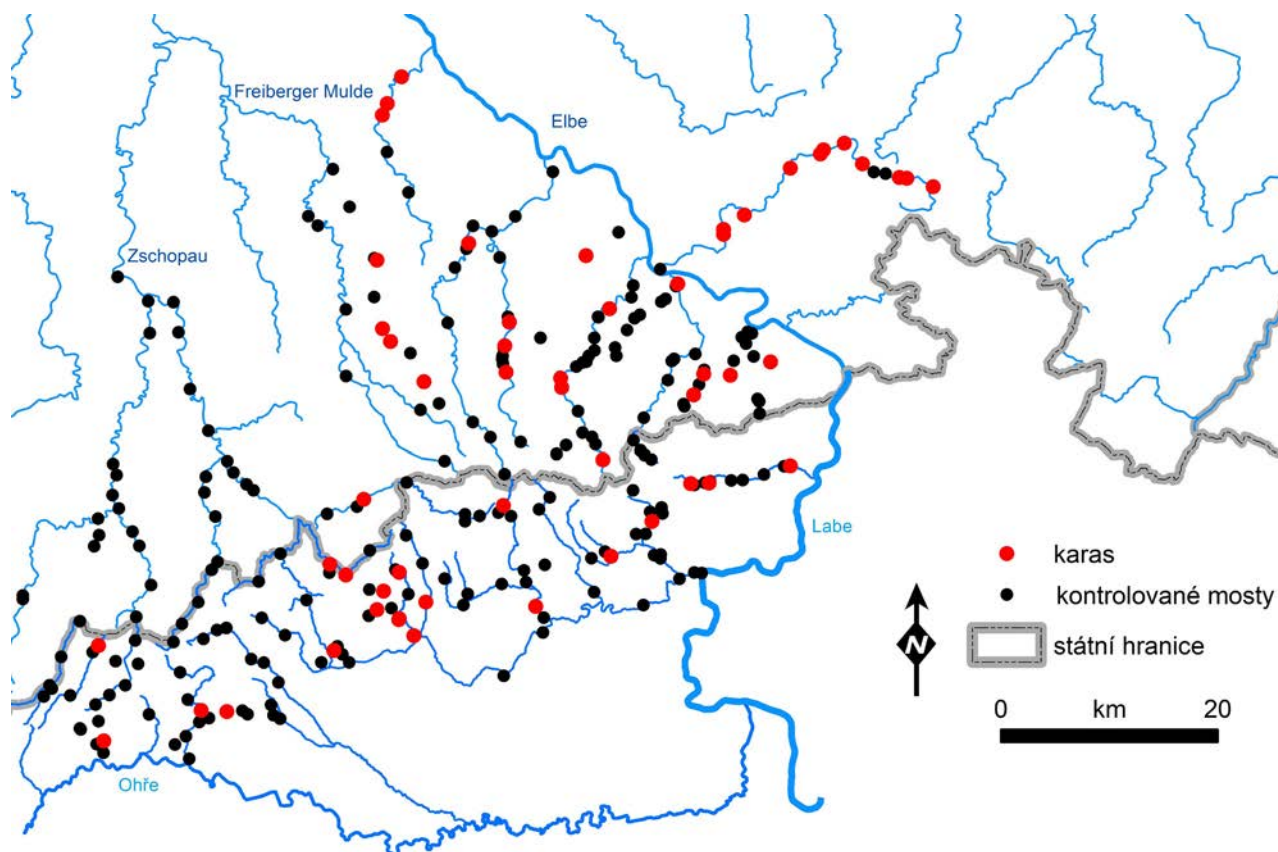 Freiberger Mulde
Elbe
Zschopau
Labe
Ohře
karas
kontrolované mosty
N
státní hranice
0 km 20